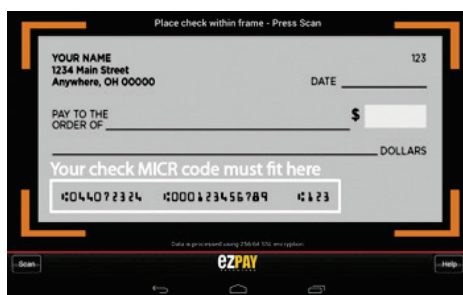 Place check within frame - Press Scan
YOUR NAME 123
1234 Main Street
Anywhere, OH 00000 DATE
PAY TO THE
ORDER OF $
DOLLARS
Your check MICR code must fit here
⑆044072324 ⑆000123456789 ⑆123
Data is processed using 256-bit SSL encryption.
Scan EZPAY Help